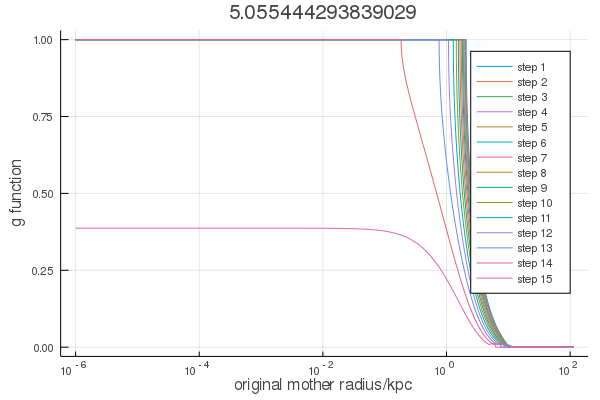 5.055444293839029
1.00
0.75
0.50
0.25
0.00
g function
step 1
step 2
step 3
step 4
step 5
step 6
step 7
step 8
step 9
step 10
step 11
step 12
step 13
step 14
step 15
10^-6 10^-4 10^-2 10^0 10^2
original mother radius/kpc